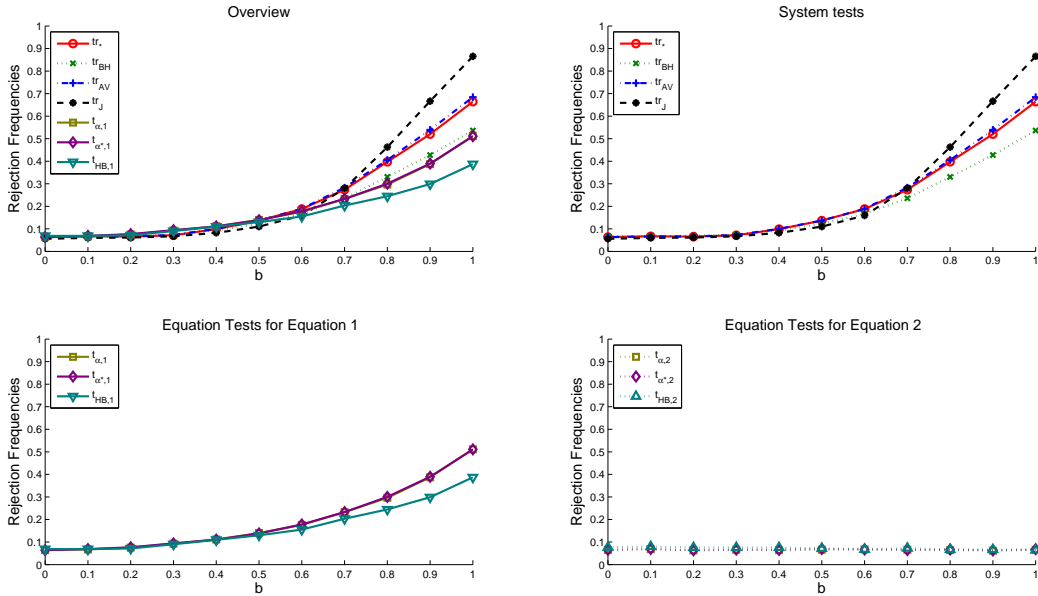 Overview
Rejection Frequencies
1
0.9
0.8
0.7
0.6
0.5
0.4
0.3
0.2
0.1
0
tr*
trBH
trAV
trJ
tα,1
tα*,1
tHB,1
0 0.1 0.2 0.3 0.4 0.5 0.6 0.7 0.8 0.9 1
b
System tests
Rejection Frequencies
1
0.9
0.8
0.7
0.6
0.5
0.4
0.3
0.2
0.1
0
tr*
trBH
trAV
trJ
0 0.1 0.2 0.3 0.4 0.5 0.6 0.7 0.8 0.9 1
b
Equation Tests for Equation 1
Rejection Frequencies
1
0.9
0.8
0.7
0.6
0.5
0.4
0.3
0.2
0.1
0
tα,1
tα*,1
tHB,1
0 0.1 0.2 0.3 0.4 0.5 0.6 0.7 0.8 0.9 1
b
Equation Tests for Equation 2
Rejection Frequencies
1
0.9
0.8
0.7
0.6
0.5
0.4
0.3
0.2
0.1
0
tα,2
tα*,2
tHB,2
0 0.1 0.2 0.3 0.4 0.5 0.6 0.7 0.8 0.9 1
b